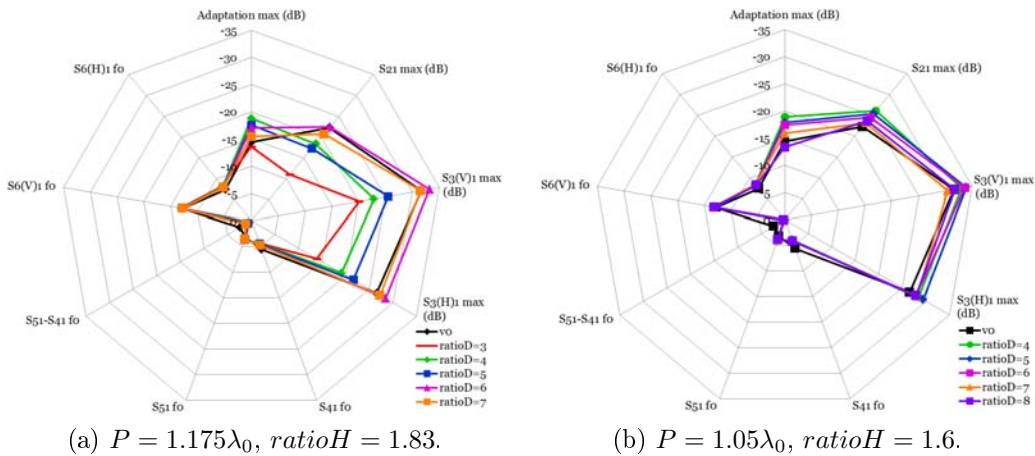 Adaptation max (dB)
-35
-30
-25
-20
-15
-10
-5
0
S21 max (dB)
S3(V)1 max
(dB)
S3(H)1 max
(dB)
S41 fo
S51 fo
S51-S41 fo
S6(V)1 fo
S6(H)1 fo
v0
ratioD=3
ratioD=4
ratioD=5
ratioD=6
ratioD=7
(a) P = 1.175λ₀, ratioH = 1.83.
Adaptation max (dB)
-35
-30
-25
-20
-15
-10
-5
S21 max (dB)
S3(V)1 max
(dB)
S3(H)1 max
(dB)
S41 fo
S51 fo
S51-S41 fo
S6(V)1 fo
S6(H)1 fo
v0
ratioD=4
ratioD=5
ratioD=6
ratioD=7
ratioD=8
(b) P = 1.05λ₀, ratioH = 1.6.